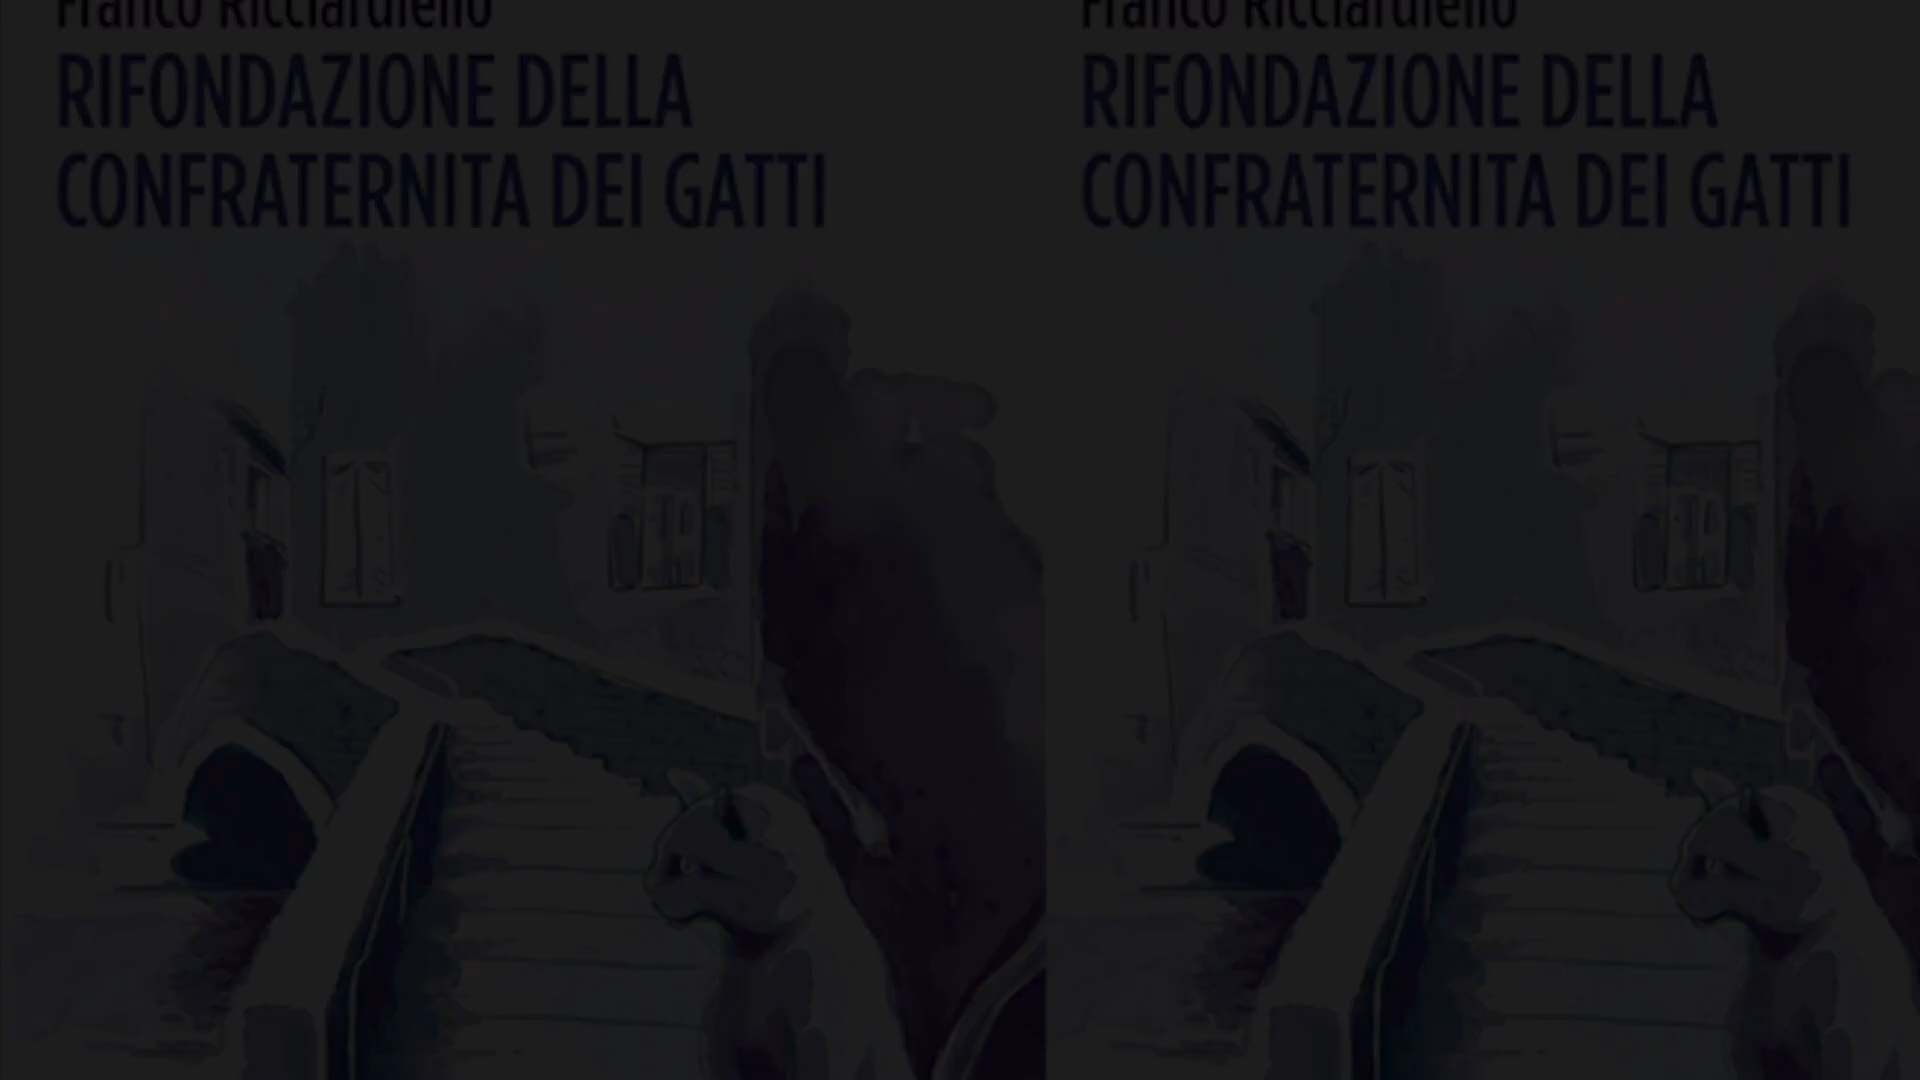 Franco Ricciardiello
RIFONDAZIONE DELLA
CONFRATERNITA DEI GATTI
Franco Ricciardiello
RIFONDAZIONE DELLA
CONFRATERNITA DEI GATTI